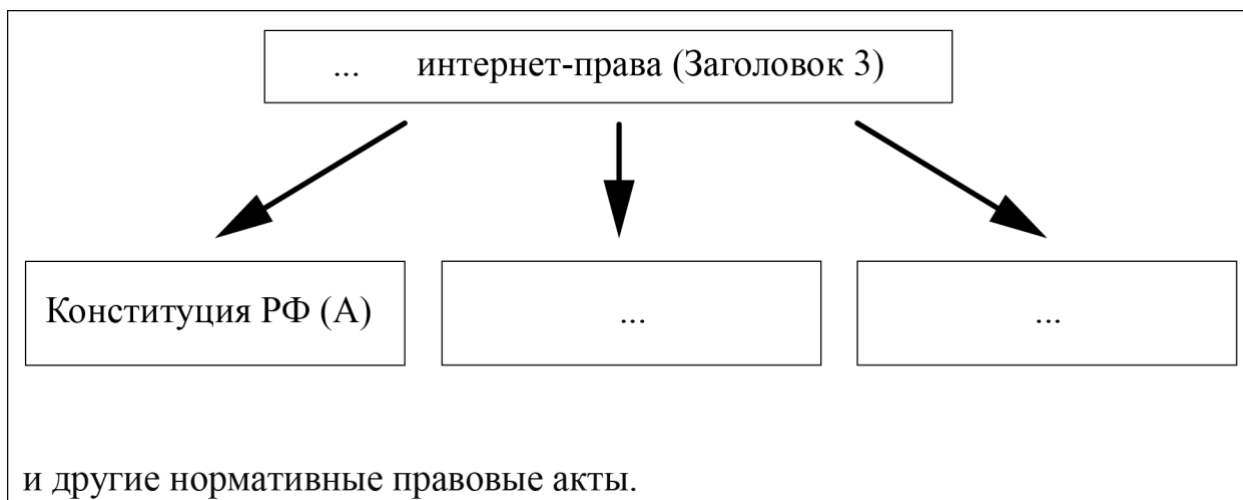 ... интернет-права (Заголовок 3)
Конституция РФ (А)
...
...
и другие нормативные правовые акты.